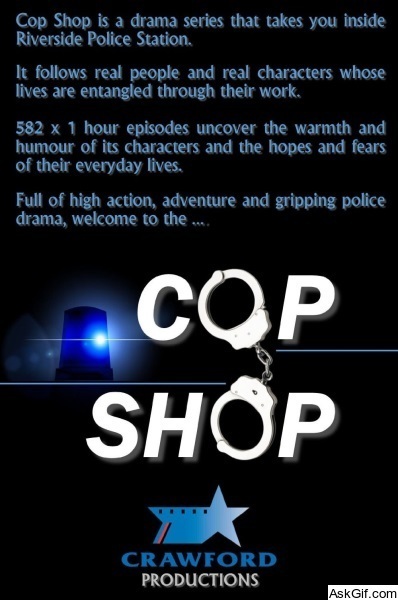 Cop Shop is a drama series that takes you inside
Riverside Police Station.
It follows real people and real characters whose
lives are entangled through their work.
582 x 1 hour episodes uncover the warmth and
humour of its characters and the hopes and fears
of their everyday lives.
Full of high action, adventure and gripping police
drama, welcome to the ....
COP
SHOP
CRAWFORD
PRODUCTIONS
AskGif.com